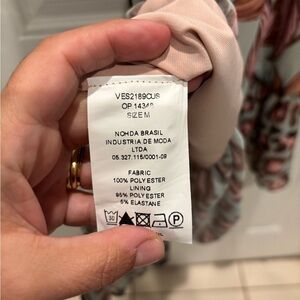 VES2189CUS
OP 14348
SIZE M
NOHDA BRASIL
INDUSTRIA DE MODA
LTDA
05.327.115/0001-09
FABRIC
100% POLYESTER
LINING
95% POLYESTER
5% ELASTANE
30
P